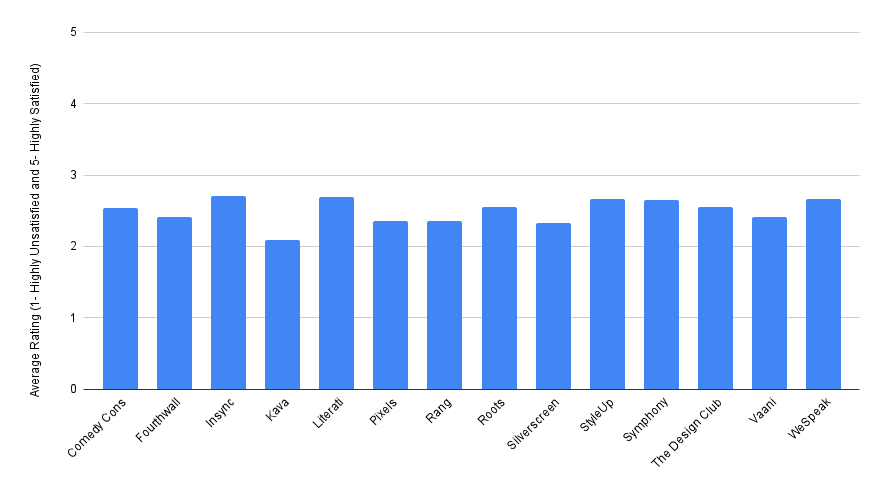 Average Rating (1- Highly Unsatisfied and 5- Highly Satisfied)
5
4
3
2
1
0
Comedy Cons
Fourthwall
Insync
Kava
Literati
Pixels
Rang
Roots
Silverscreen
StyleUp
Symphony
The Design Club
Vaani
WeSpeak